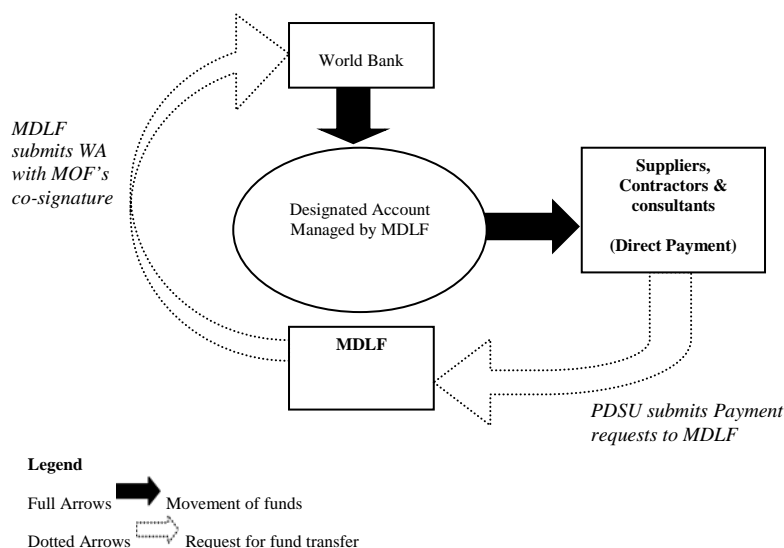 World Bank
MDLF
submits WA
with MOF's
co-signature
Designated Account
Managed by MDLF
Suppliers,
Contractors &
consultants
(Direct Payment)
MDLF
PDSU submits Payment
requests to MDLF
Legend
Full Arrows Movement of funds
Dotted Arrows Request for fund transfer